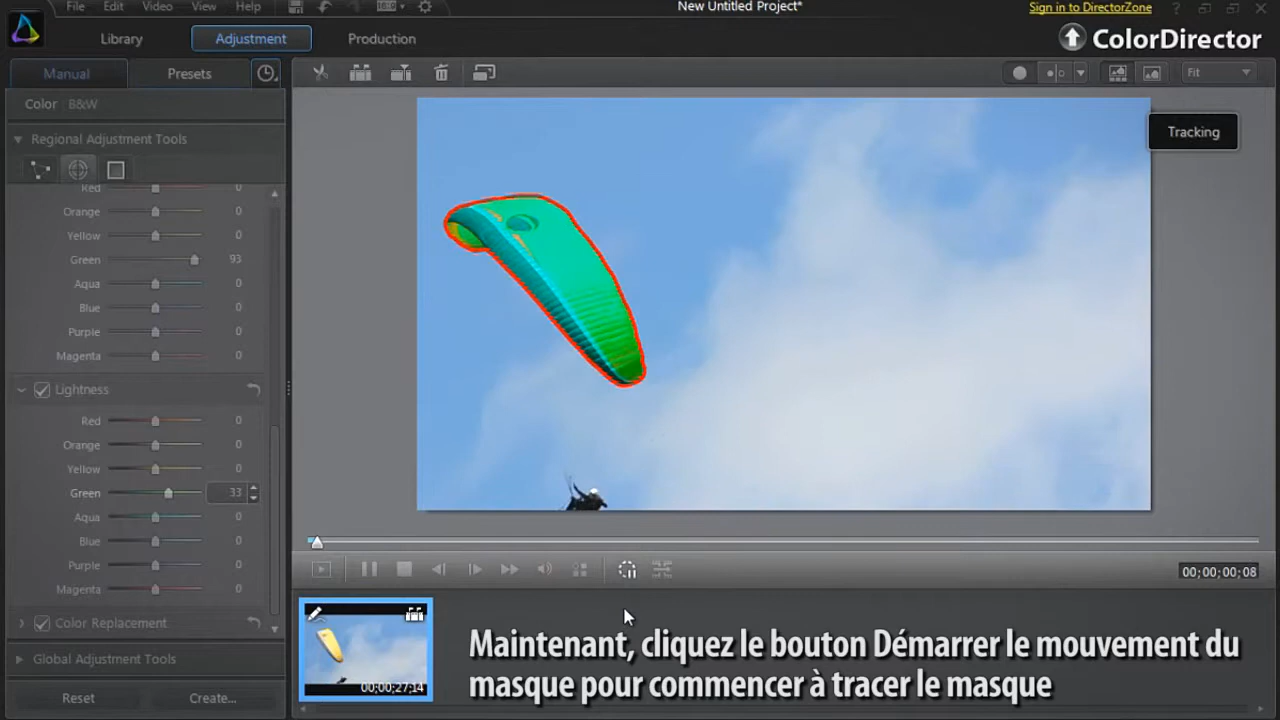 File Edit Video View Help
New Untitled Project*
Sign in to DirectorZone
Library Adjustment Production
ColorDirector
Manual Presets
Fit
Color B&W
Tracking
Regional Adjustment Tools
Red 0
Orange 0
Yellow 0
Green 93
Aqua 0
Blue 0
Purple 0
Magenta 0
Lightness
Red 0
Orange 0
Yellow 0
Green 33
Aqua 0
Blue 0
Purple 0
Magenta 0
Color Replacement
Global Adjustment Tools
Reset Create...
00;00;00;08
00;00;27;14
Maintenant, cliquez le bouton Démarrer le mouvement du
masque pour commencer à tracer le masque